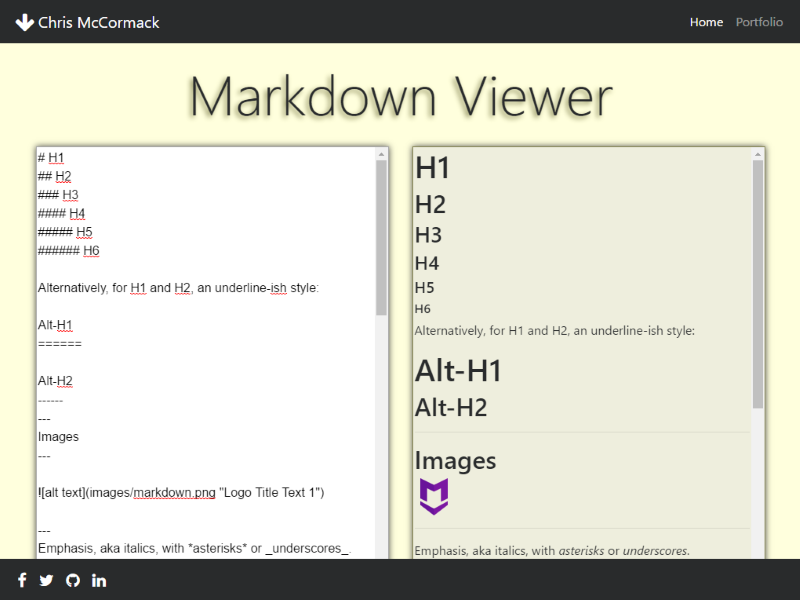 Chris McCormack
Home Portfolio
Markdown Viewer
# H1
## H2
### H3
#### H4
##### H5
###### H6
Alternatively, for H1 and H2, an underline-ish style:
Alt-H1
======
Alt-H2
------
---
Images
---
![alt text](images/markdown.png "Logo Title Text 1")
---
Emphasis, aka italics, with *asterisks* or _underscores_.
H1
H2
H3
H4
H5
H6
Alternatively, for H1 and H2, an underline-ish style:
Alt-H1
Alt-H2
Images
Emphasis, aka italics, with asterisks or underscores.